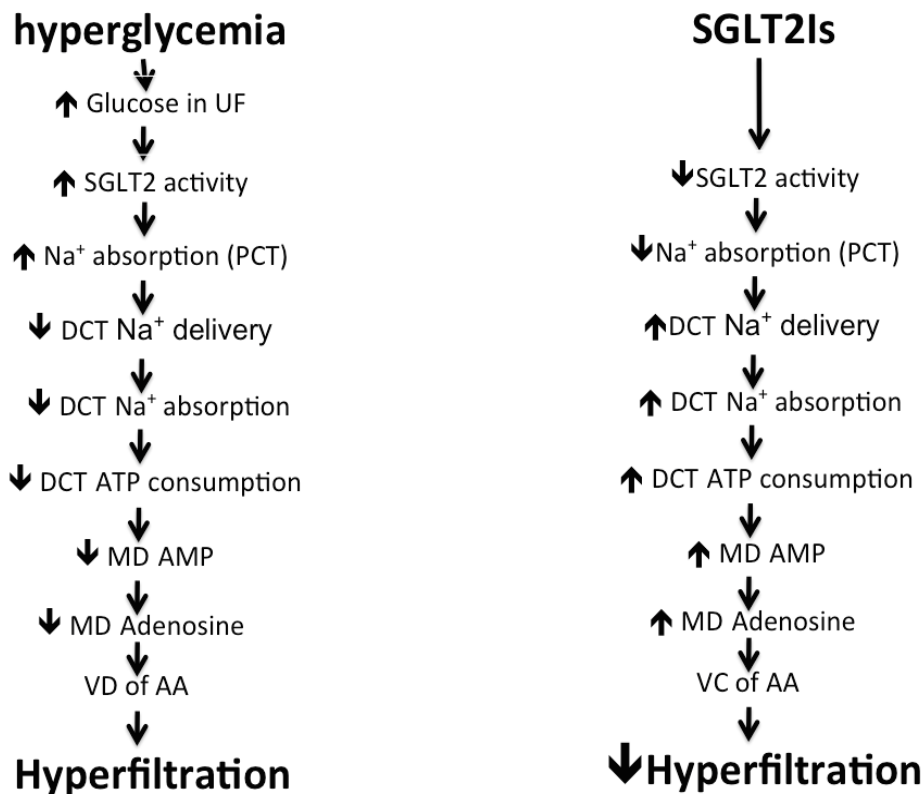 hyperglycemia
↑ Glucose in UF
↑ SGLT2 activity
↑ Na⁺ absorption (PCT)
↓ DCT Na⁺ delivery
↓ DCT Na⁺ absorption
↓ DCT ATP consumption
↓ MD AMP
↓ MD Adenosine
VD of AA
Hyperfiltration
SGLT2Is
↓SGLT2 activity
↓Na⁺ absorption (PCT)
↑DCT Na⁺ delivery
↑ DCT Na⁺ absorption
↑ DCT ATP consumption
↑ MD AMP
↑ MD Adenosine
VC of AA
↓Hyperfiltration